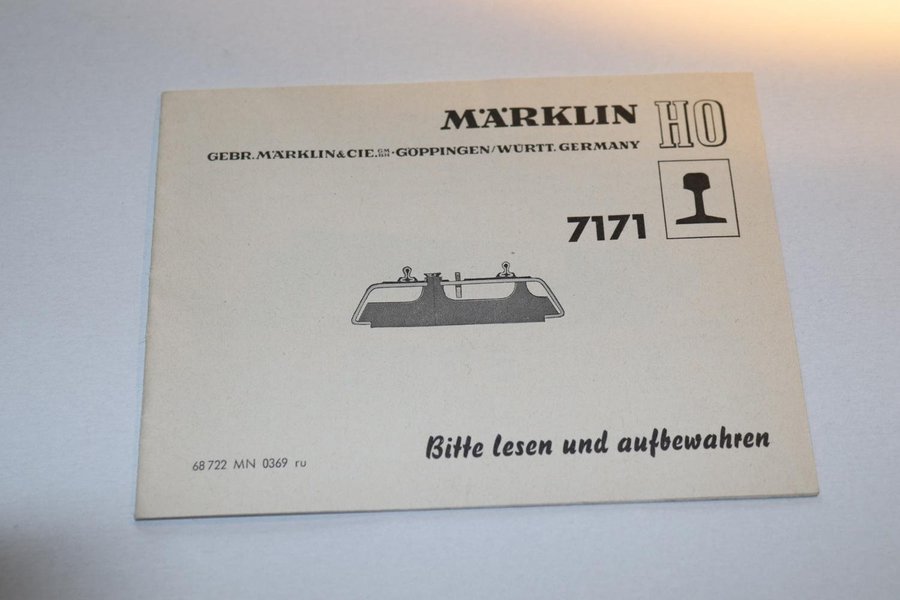 MÄRKLIN HO
GEBR. MÄRKLIN & CIE. GMBH · GÖPPINGEN/WÜRTT. GERMANY
7171
Bitte lesen und aufbewahren
68 722 MN 0369 ru